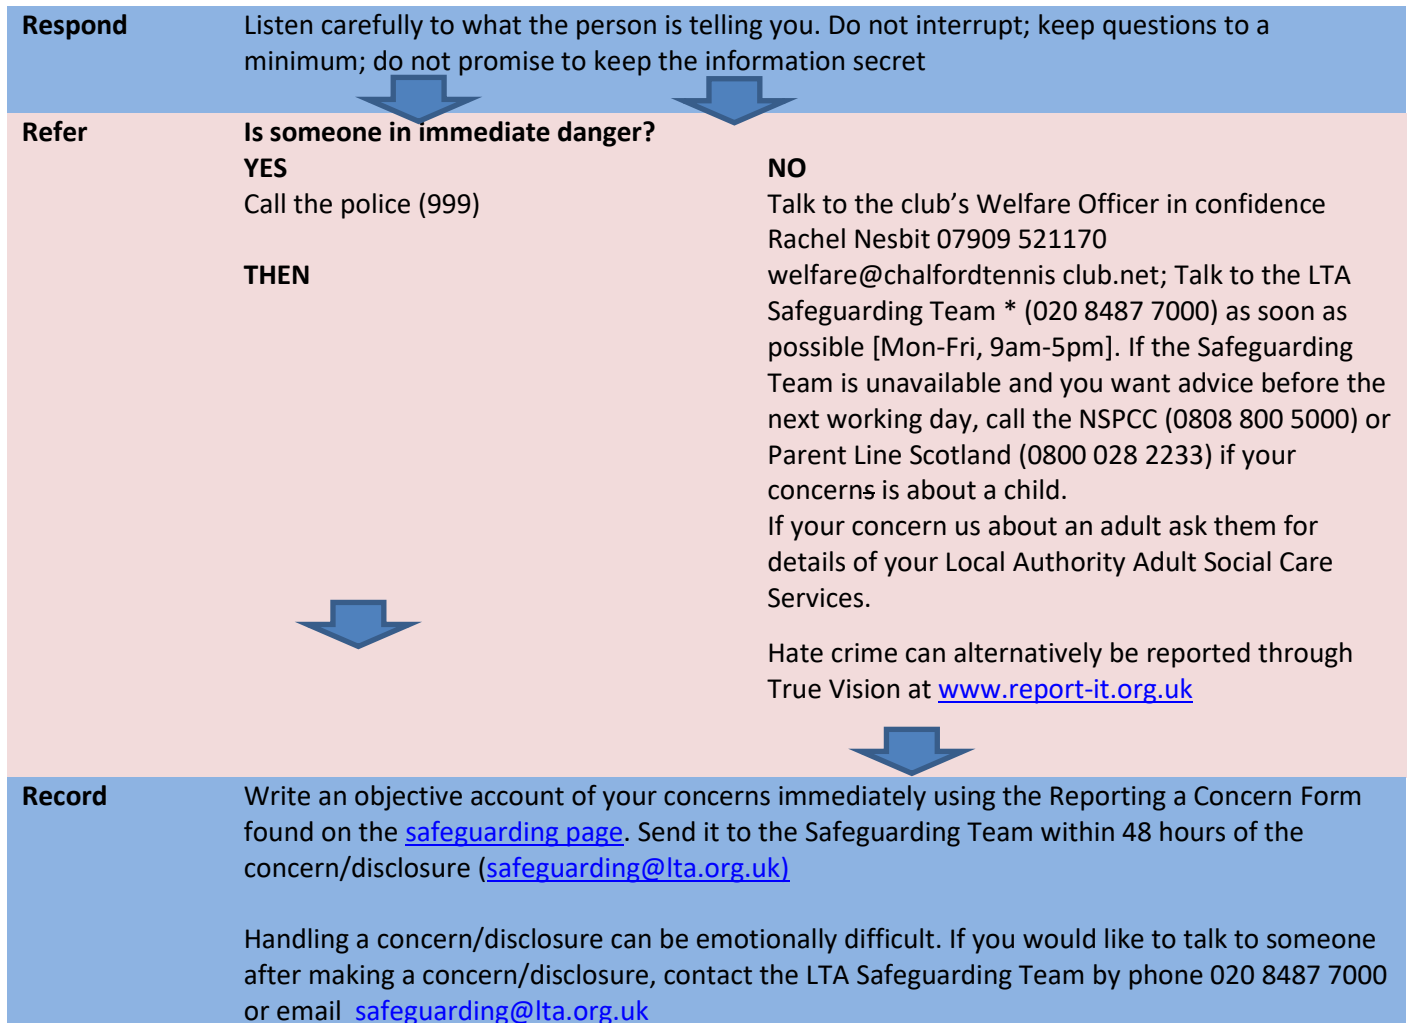 Respond
Listen carefully to what the person is telling you. Do not interrupt; keep questions to a
minimum; do not promise to keep the information secret
Refer
Is someone in immediate danger?
YES
Call the police (999)
THEN
NO
Talk to the club’s Welfare Officer in confidence
Rachel Nesbit 07909 521170
welfare@chalfordtennis club.net; Talk to the LTA
Safeguarding Team * (020 8487 7000) as soon as
possible [Mon-Fri, 9am-5pm]. If the Safeguarding
Team is unavailable and you want advice before the
next working day, call the NSPCC (0808 800 5000) or
Parent Line Scotland (0800 028 2233) if your
concerns is about a child.
If your concern us about an adult ask them for
details of your Local Authority Adult Social Care
Services.
Hate crime can alternatively be reported through
True Vision at www.report-it.org.uk
Record
Write an objective account of your concerns immediately using the Reporting a Concern Form
found on the safeguarding page. Send it to the Safeguarding Team within 48 hours of the
concern/disclosure (safeguarding@lta.org.uk)
Handling a concern/disclosure can be emotionally difficult. If you would like to talk to someone
after making a concern/disclosure, contact the LTA Safeguarding Team by phone 020 8487 7000
or email safeguarding@lta.org.uk